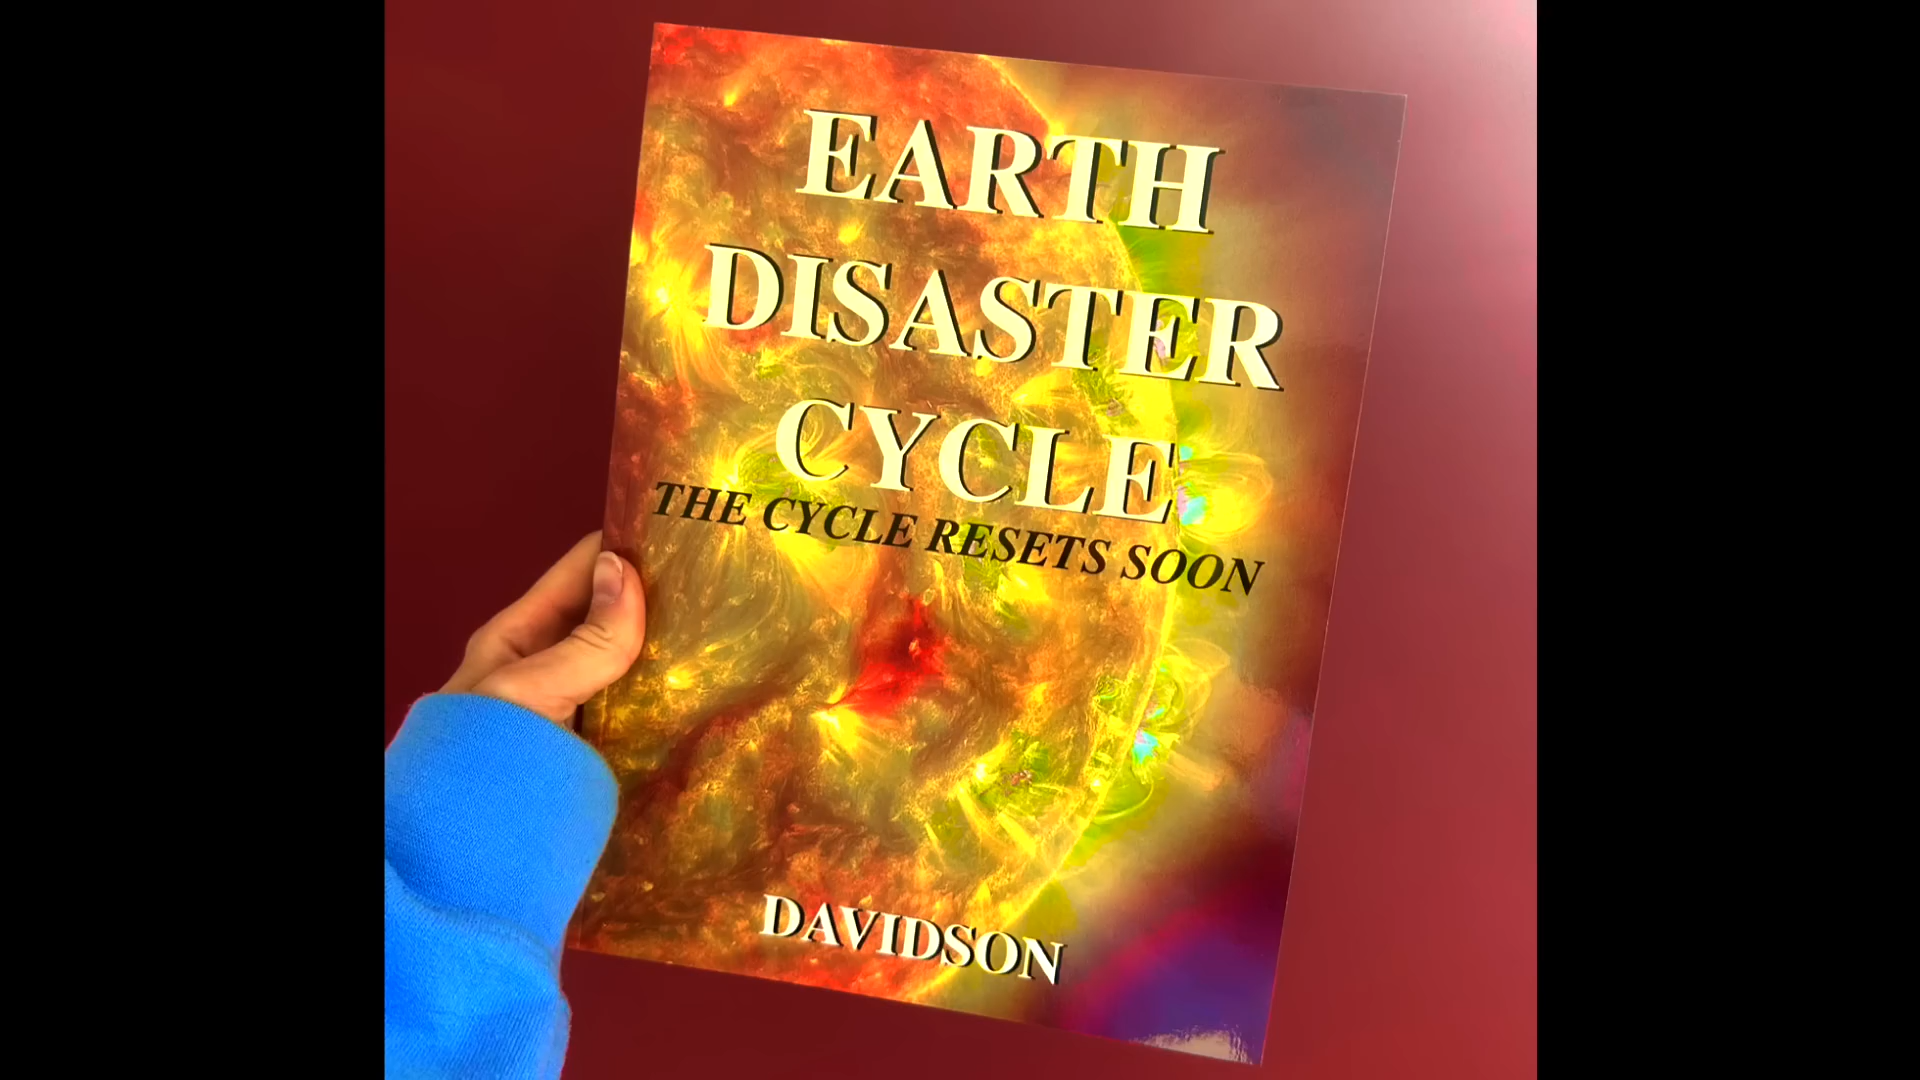 EARTH
DISASTER
CYCLE
THE CYCLE RESETS SOON
DAVIDSON